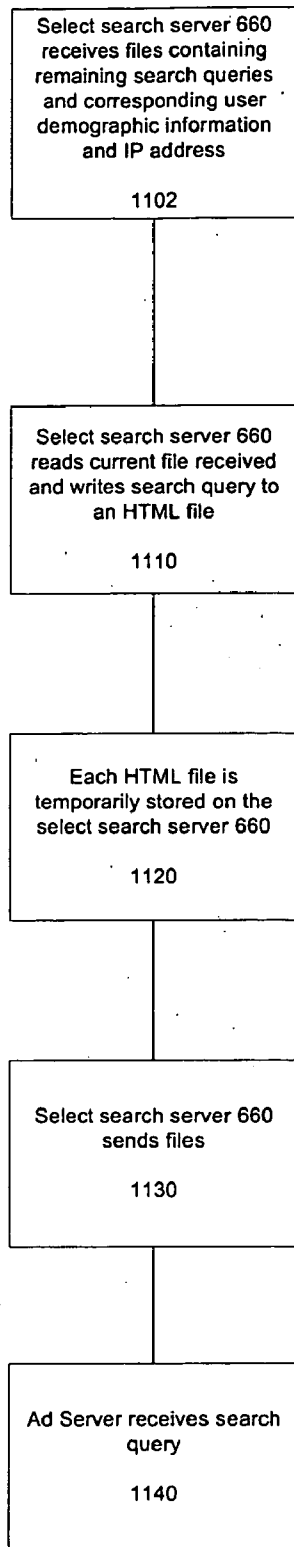 Select search server 660
receives files containing
remaining search queries
and corresponding user
demographic information
and IP address
1102
Select search server 660
reads current file received
and writes search query to
an HTML file
1110
Each HTML file is
temporarily stored on the
select search server 660
1120
Select search server 660
sends files
1130
Ad Server receives search
query
1140